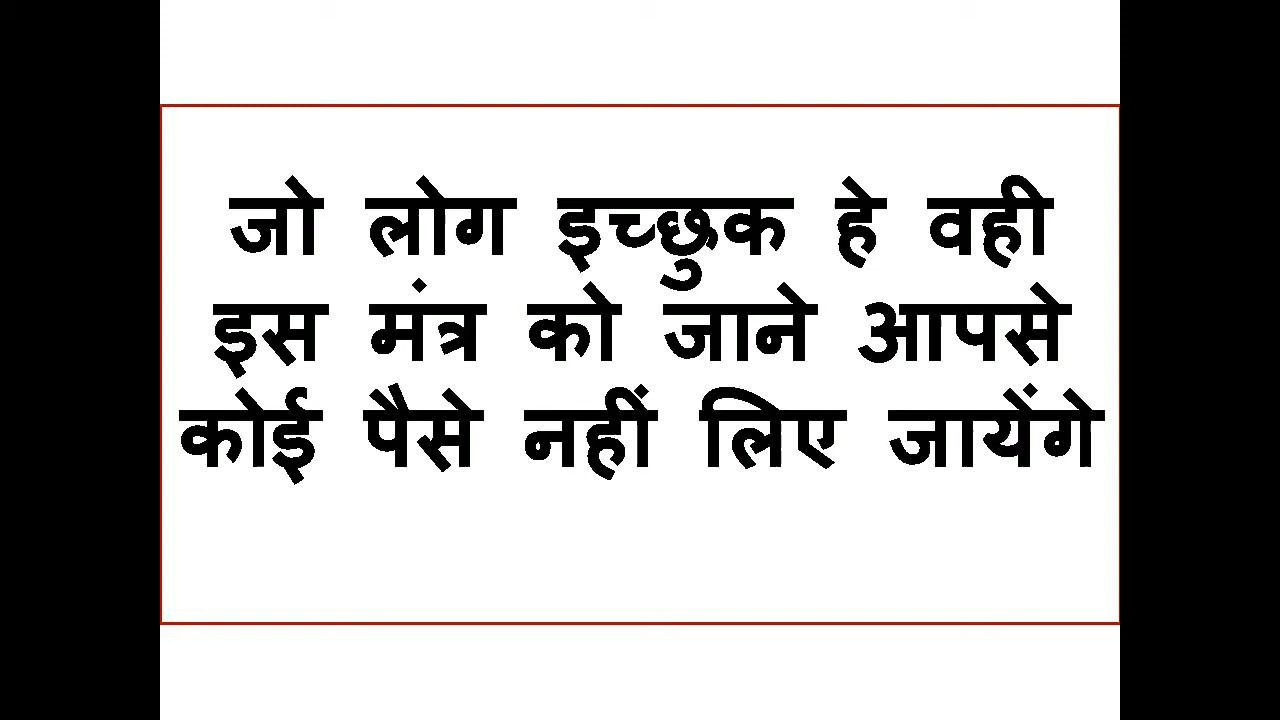 जो लोग इच्छुक हे वही
इस मंत्र को जाने आपसे
कोई पैसे नहीं लिए जायेंगे